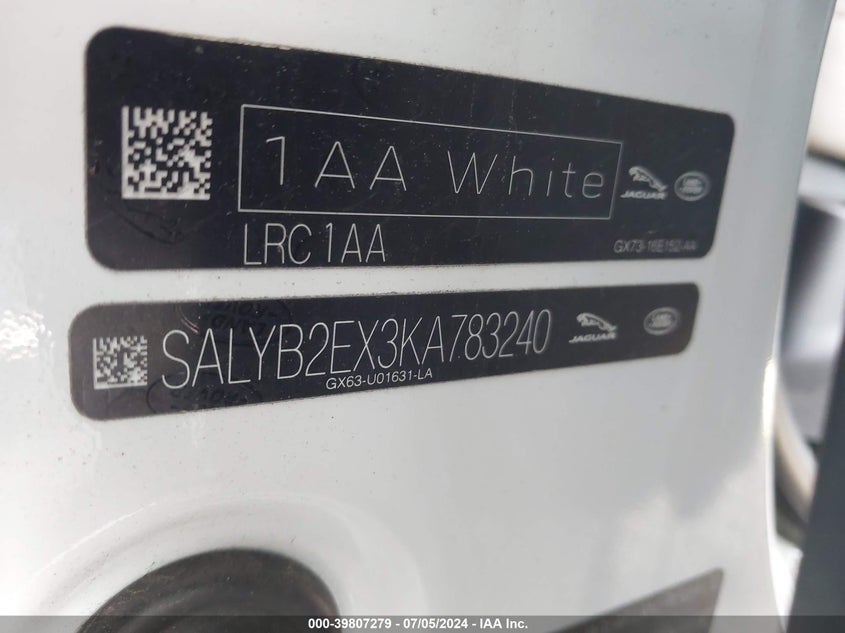 1AA White
JAGUAR
LRC 1AA
GX73-16E152-AA
SALYB2EX3KA783240
JAGUAR
GX63-U01631-LA
000-39807279 | 07/05/2024 - IAA Inc.